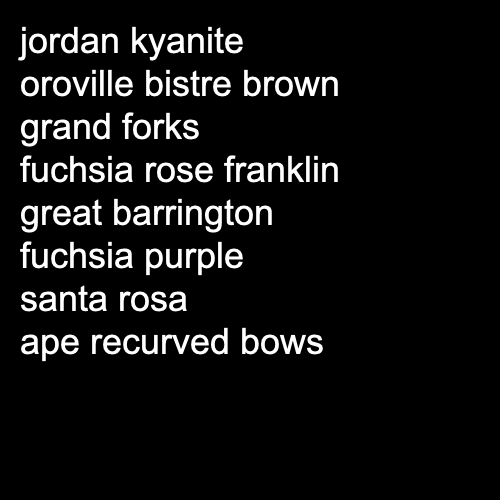 jordan kyanite
oroville bistre brown
grand forks
fuchsia rose franklin
great barrington
fuchsia purple
santa rosa
ape recurved bows